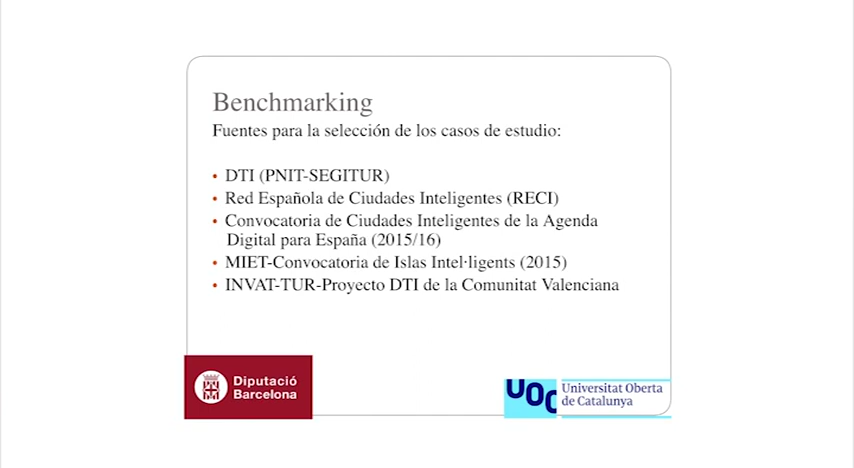 Benchmarking
Fuentes para la selección de los casos de estudio:
• DTI (PNIT-SEGITUR)
• Red Española de Ciudades Inteligentes (RECI)
• Convocatoria de Ciudades Inteligentes de la Agenda
Digital para España (2015/16)
• MIET-Convocatoria de Islas Intel·ligents (2015)
• INVAT-TUR-Proyecto DTI de la Comunitat Valenciana
Diputació
Barcelona
UOC
Universitat Oberta
de Catalunya